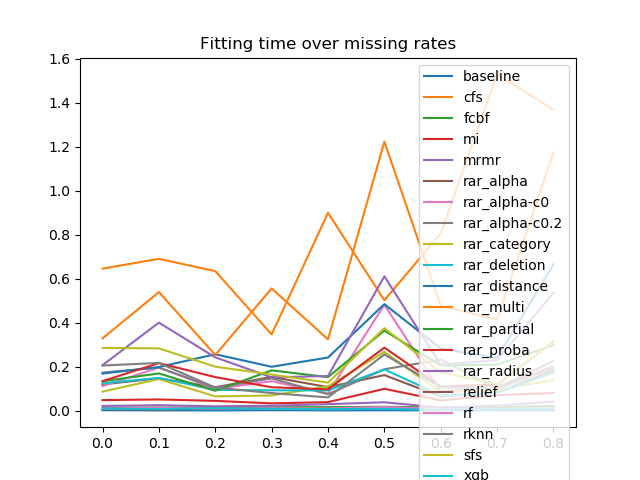 Fitting time over missing rates
1.6
1.4
1.2
1.0
0.8
0.6
0.4
0.2
0.0
0.0 0.1 0.2 0.3 0.4 0.5 0.6 0.7 0.8
baseline
cfs
fcbf
mi
mrmr
rar_alpha
rar_alpha-c0
rar_alpha-c0.2
rar_category
rar_deletion
rar_distance
rar_multi
rar_partial
rar_proba
rar_radius
relief
rf
rknn
sfs
xgb